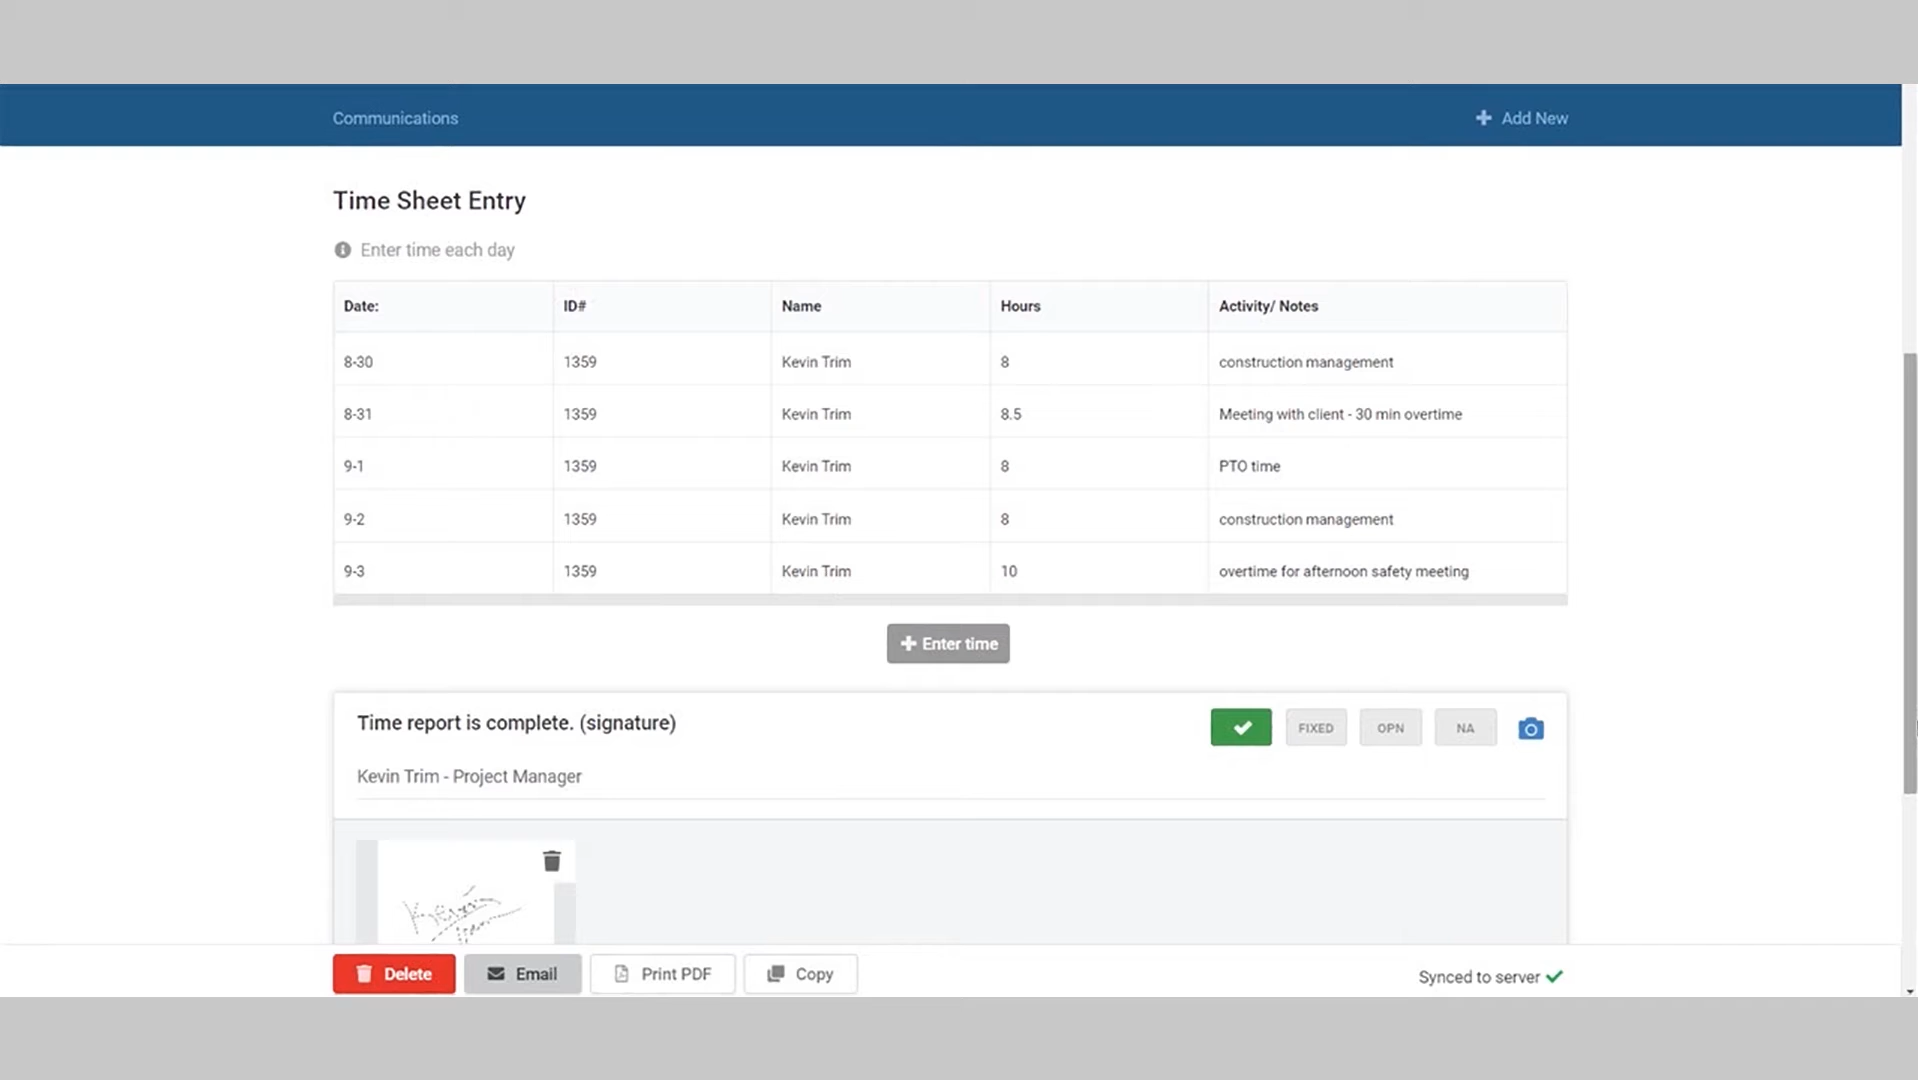 Communications
Add New
Time Sheet Entry
Enter time each day
Date: ID# Name Hours Activity/ Notes
8-30 1359 Kevin Trim 8 construction management
8-31 1359 Kevin Trim 8.5 Meeting with client - 30 min overtime
9-1 1359 Kevin Trim 8 PTO time
9-2 1359 Kevin Trim 8 construction management
9-3 1359 Kevin Trim 10 overtime for afternoon safety meeting
Enter time
Time report is complete. (signature)
FIXED OPN NA
Kevin Trim - Project Manager
Kevin
Trim
Delete Email Print PDF Copy
Synced to server